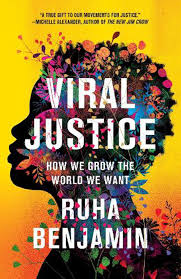 "A TRUE GIFT TO OUR MOVEMENTS FOR JUSTICE."
—MICHELLE ALEXANDER, AUTHOR OF THE NEW JIM CROW
VIRAL
JUSTICE
HOW WE GROW THE
WORLD WE WANT
RUHA
BENJAMIN